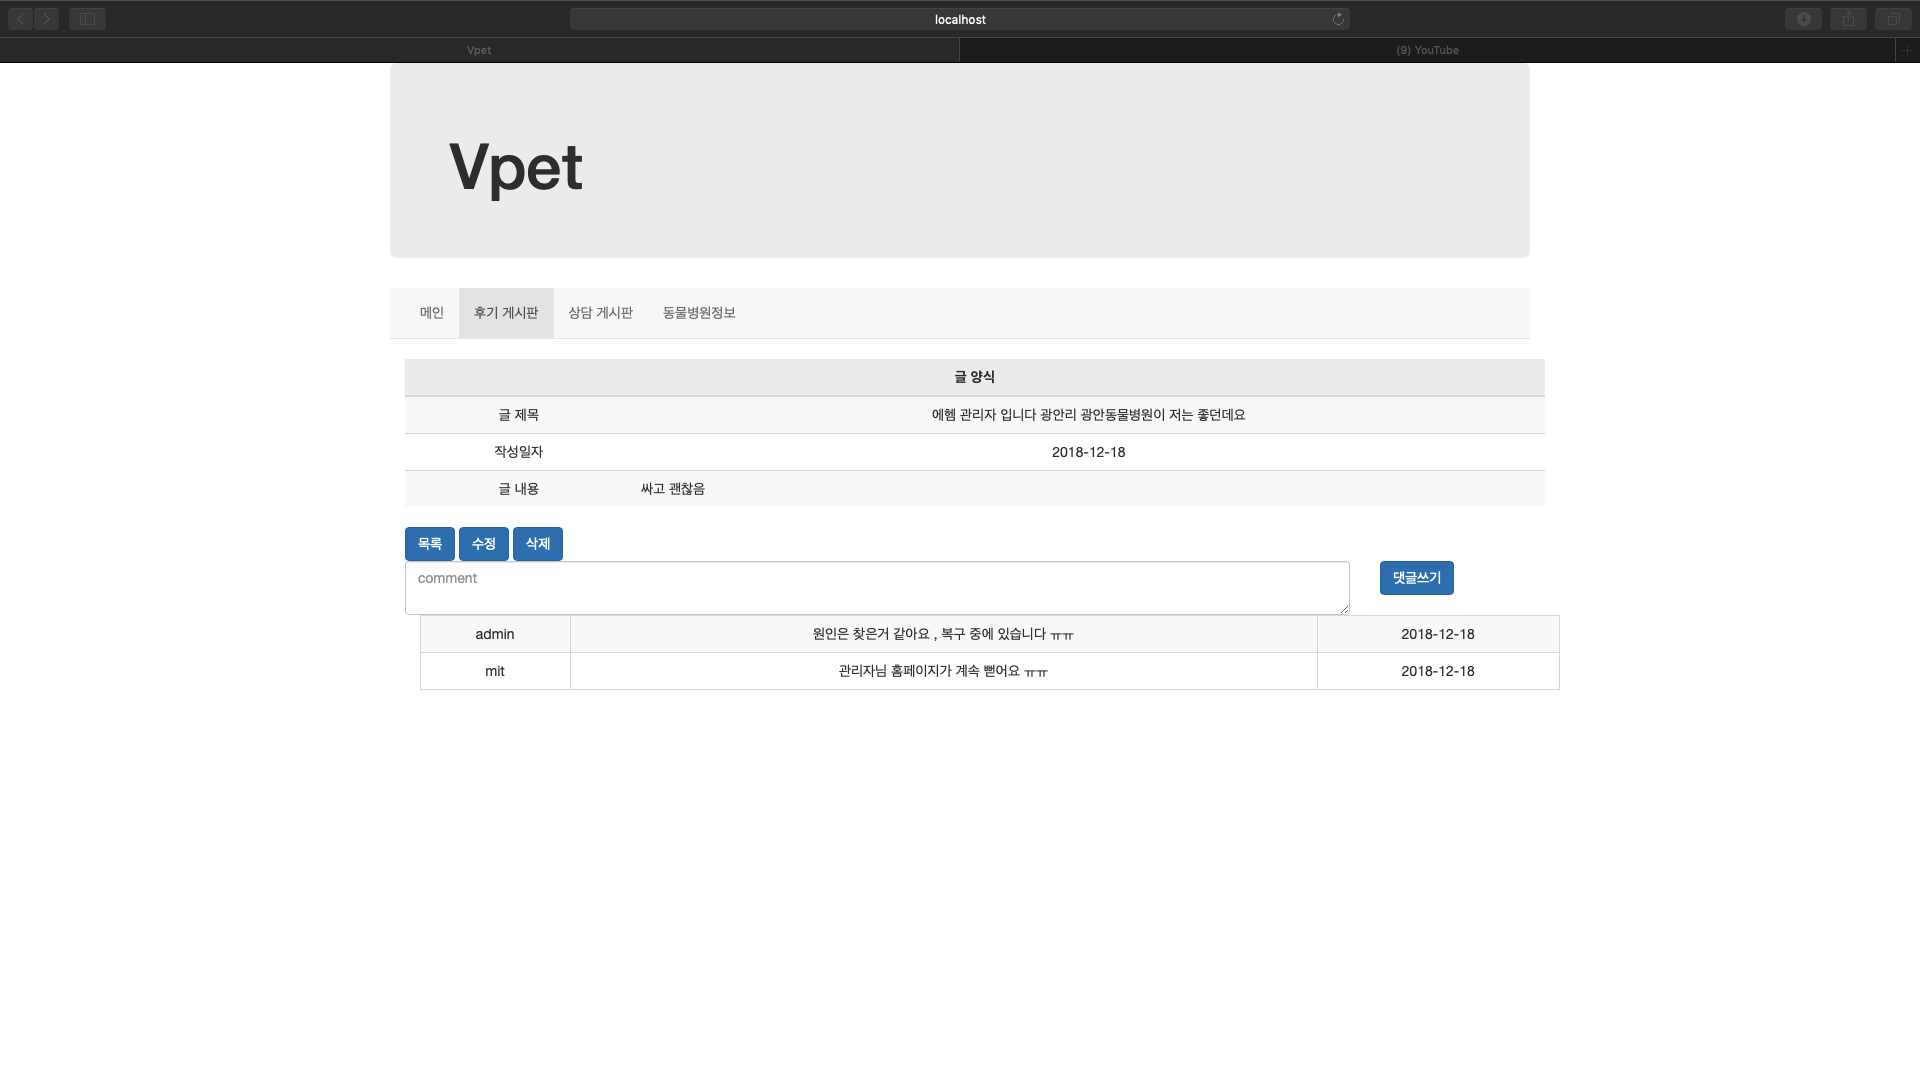 localhost
Vpet
(9) YouTube
Vpet
메인 후기 게시판 상담 게시판 동물병원정보
글 양식
글 제목 에헴 관리자 입니다 광안리 광안동물병원이 저는 좋던데요
작성일자 2018-12-18
글 내용 싸고 괜찮음
목록 수정 삭제
comment 댓글쓰기
admin 원인은 찾은거 같아요 , 복구 중에 있습니다 ㅠㅠ 2018-12-18
mit 관리자님 홈페이지가 계속 뻗어요 ㅠㅠ 2018-12-18